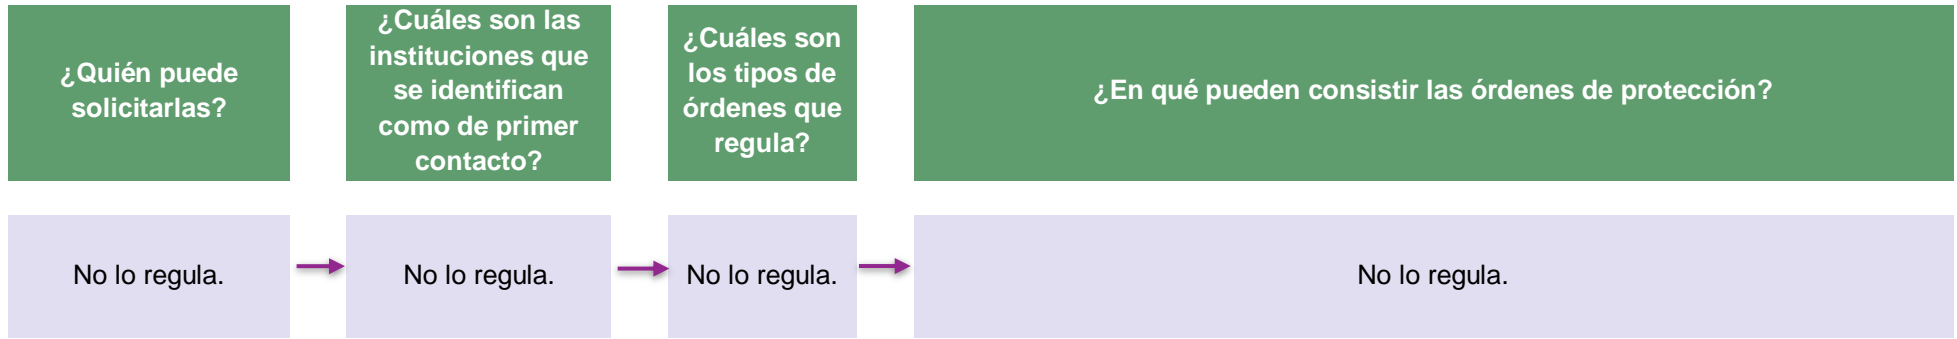 ¿Quién puede
solicitarlas?
¿Cuáles son las
instituciones que
se identifican
como de primer
contacto?
¿Cuáles son
los tipos de
órdenes que
regula?
¿En qué pueden consistir las órdenes de protección?
No lo regula.
No lo regula.
No lo regula.
No lo regula.